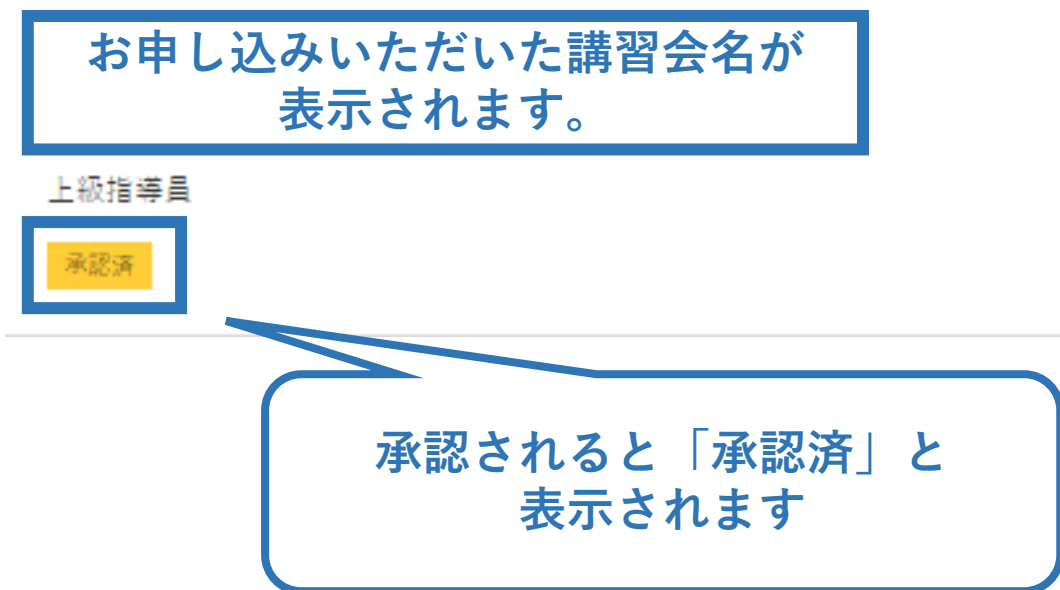 お申し込みいただいた講習会名が
表示されます。
上級指導員
承認済
承認されると「承認済」と
表示されます